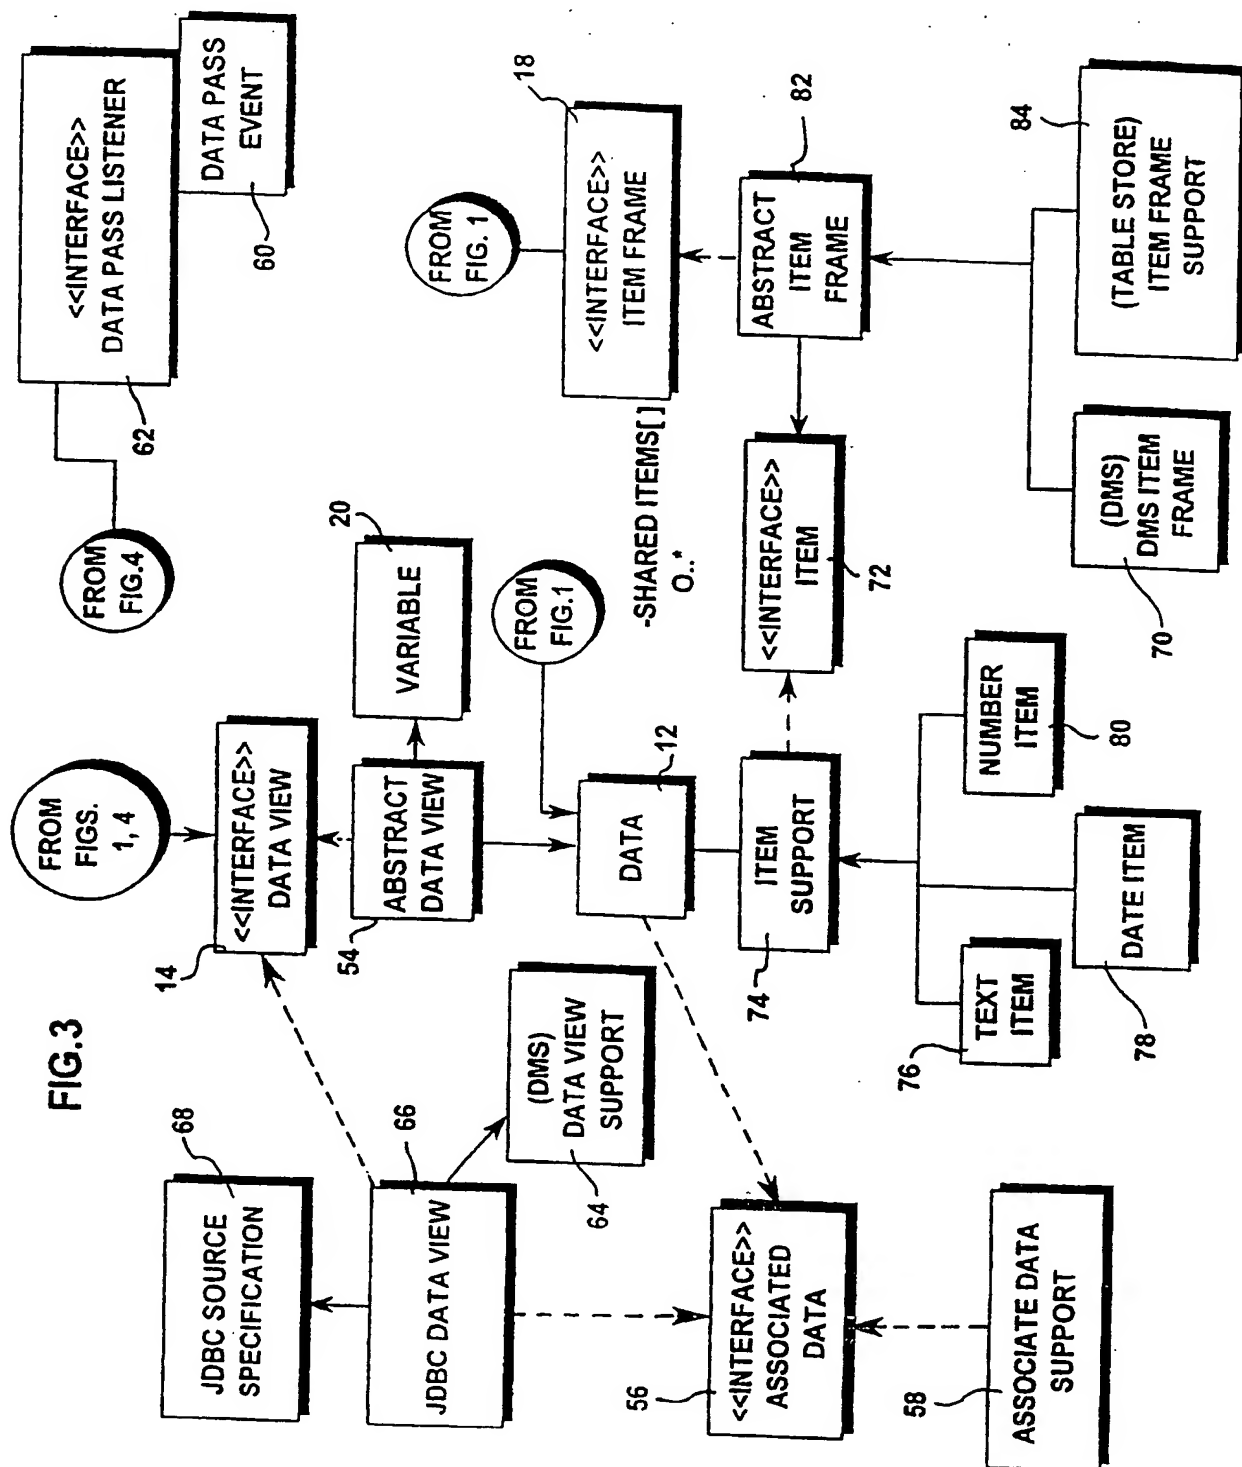 FIG.3
FROM
FIGS.
1, 4
14
<<INTERFACE>>
DATA VIEW
54
ABSTRACT
DATA VIEW
20
VARIABLE
FROM
FIG.1
12
DATA
FROM
FIG.4
62
<<INTERFACE>>
DATA PASS LISTENER
60
DATA PASS
EVENT
68
JDBC SOURCE
SPECIFICATION
66
JDBC DATA VIEW
(DMS)
DATA VIEW
SUPPORT
64
56
<<INTERFACE>>
ASSOCIATED
DATA
58
ASSOCIATE DATA
SUPPORT
74
ITEM
SUPPORT
76
TEXT
ITEM
78
DATE ITEM
NUMBER
ITEM
80
<<INTERFACE>>
ITEM
72
-SHARED ITEMS[ ]
O..*
FROM
FIG. 1
18
<<INTERFACE>>
ITEM FRAME
82
ABSTRACT
ITEM
FRAME
(DMS)
DMS ITEM
FRAME
70
84
(TABLE STORE)
ITEM FRAME
SUPPORT